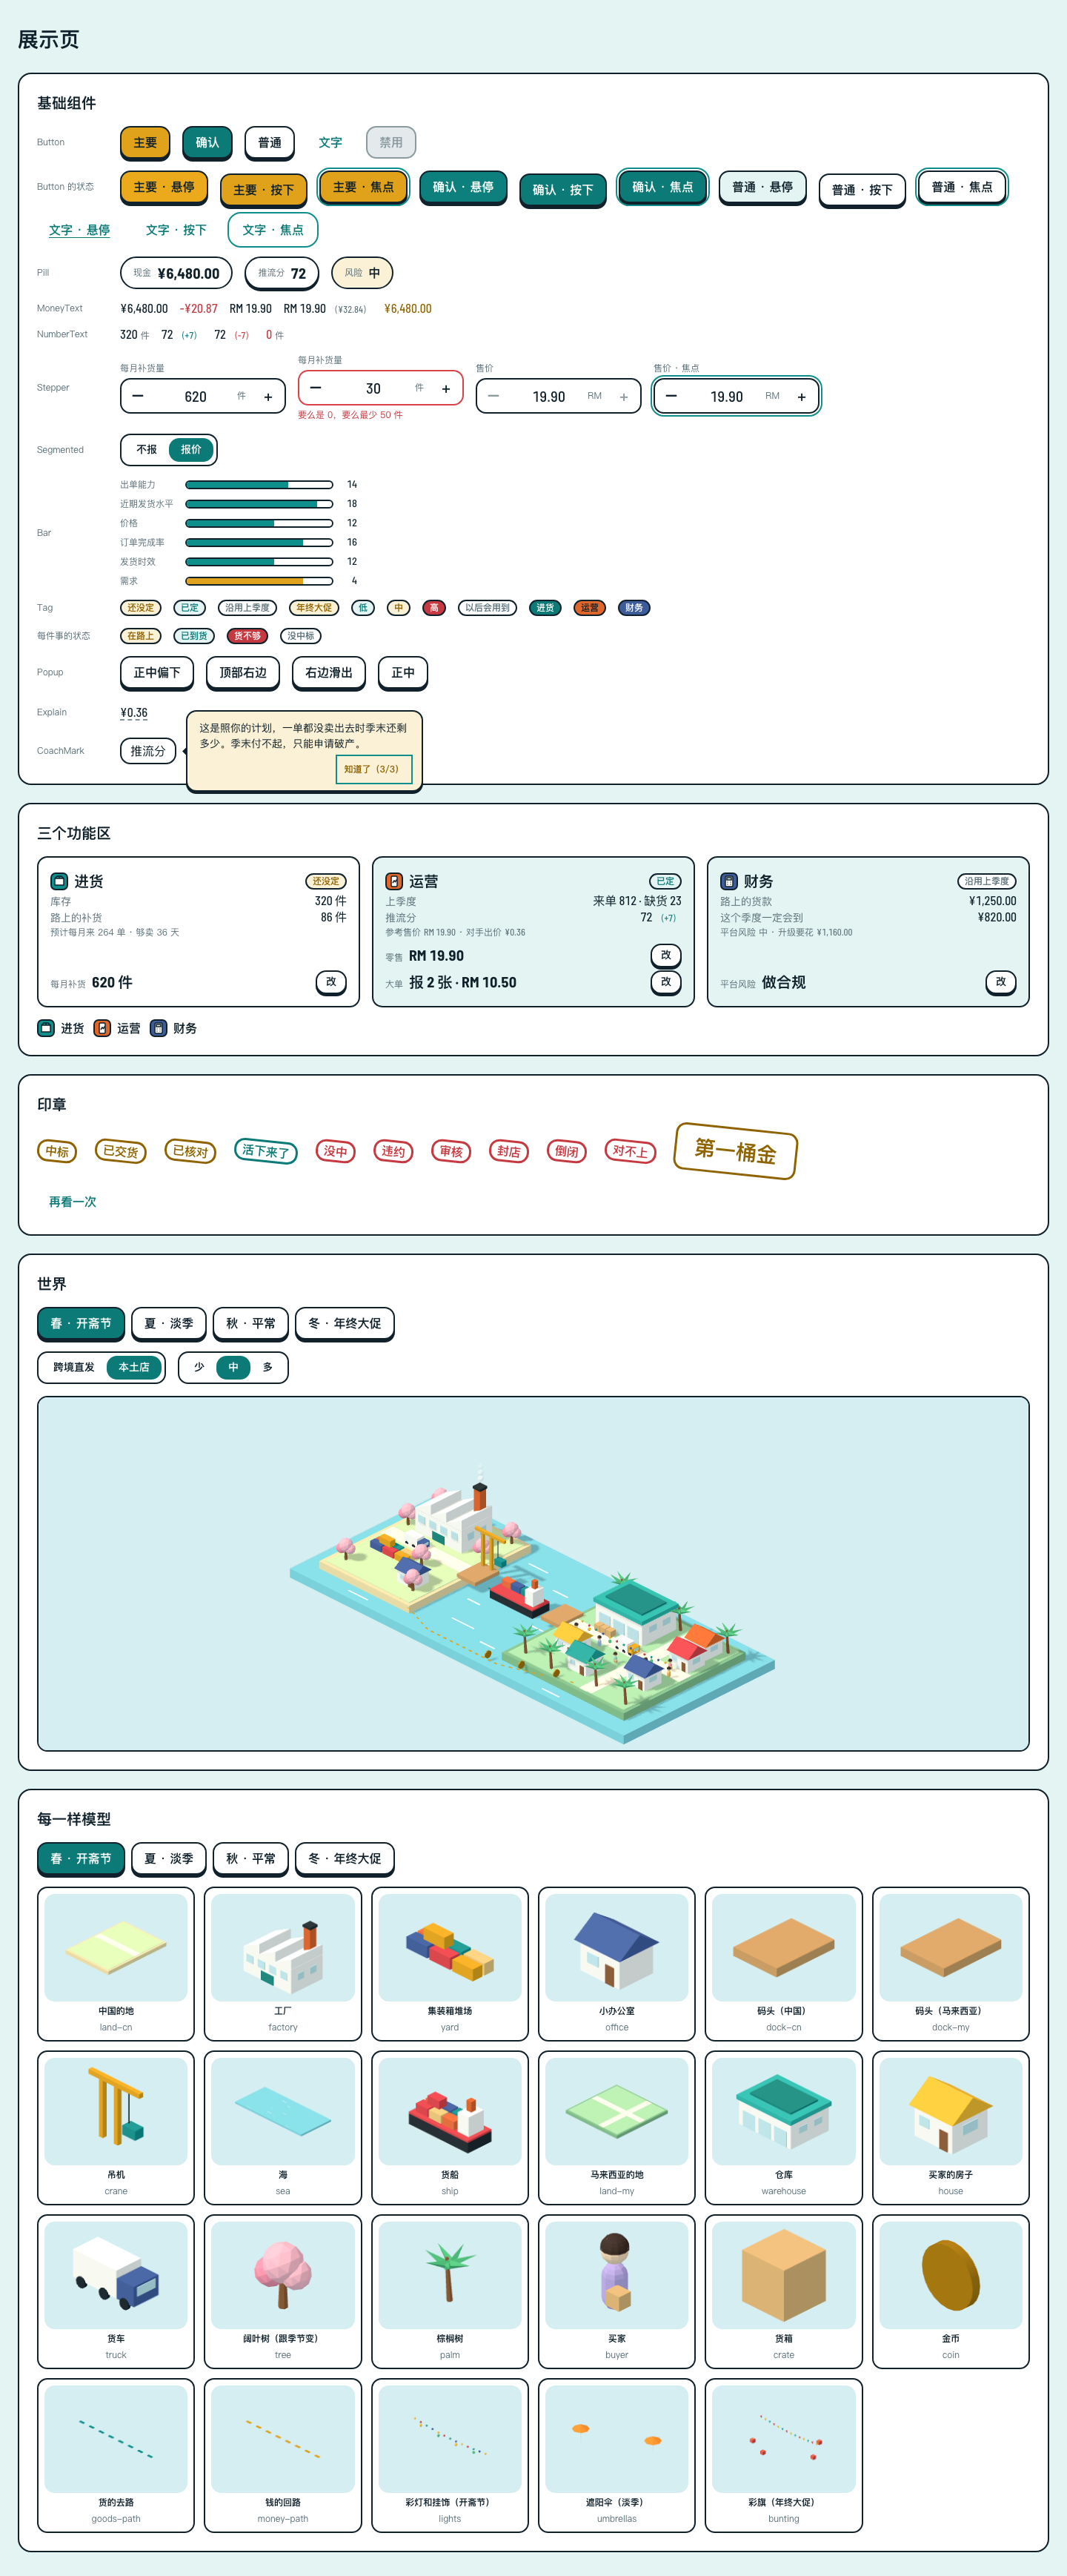 展示页
基础组件
Button 主要 确认 普通 文字 禁用
Button 的状态 主要 · 悬停 主要 · 按下 主要 · 焦点 确认 · 悬停 确认 · 按下 确认 · 焦点 普通 · 悬停 普通 · 按下 普通 · 焦点
文字 · 悬停 文字 · 按下 文字 · 焦点
Pill 现金 ¥6,480.00 推流分 72 风险 中
MoneyText ¥6,480.00 -¥20.87 RM 19.90 RM 19.90 (¥32.84) ¥6,480.00
NumberText 320 件 72 (+7) 72 (-7) 0 件
每月补货量 每月补货量 售价 售价 · 焦点
Stepper − 620 件 + − 30 件 + − 19.90 RM + − 19.90 RM +
要么是 0，要么最少 50 件
Segmented 不报 报价
Bar
出单能力 14
近期发货水平 18
价格 12
订单完成率 16
发货时效 12
需求 4
Tag 还没定 已定 沿用上季度 年终大促 低 中 高 以后会用到 进货 运营 财务
每件事的状态 在路上 已到货 货不够 没中标
Popup 正中偏下 顶部右边 右边滑出 正中
Explain ¥0.36
CoachMark 推流分
这是照你的计划，一单都没卖出去时季末还剩
多少。季末付不起，只能申请破产。
知道了（3/3）
三个功能区
进货 还没定
库存 320 件
路上的补货 86 件
预计每月来 264 单 · 够卖 36 天
每月补货 620 件 改
运营 已定
上季度 来单 812 · 缺货 23
推流分 72 (+7)
参考售价 RM 19.90 · 对手出价 ¥0.36
零售 RM 19.90 改
大单 报 2 张 · RM 10.50 改
财务 沿用上季度
路上的货款 ¥1,250.00
这个季度一定会到 ¥820.00
平台风险 中 · 升级要花 ¥1,160.00
平台风险 做合规 改
进货 运营 财务
印章
中标 已交货 已核对 活下来了 没中 违约 审核 封店 倒闭 对不上 第一桶金
再看一次
世界
春 · 开斋节 夏 · 淡季 秋 · 平常 冬 · 年终大促
跨境直发 本土店 少 中 多
每一样模型
春 · 开斋节 夏 · 淡季 秋 · 平常 冬 · 年终大促
中国的地 工厂 集装箱堆场 小办公室 码头（中国） 码头（马来西亚）
land-cn factory yard office dock-cn dock-my
吊机 海 货船 马来西亚的地 仓库 买家的房子
crane sea ship land-my warehouse house
货车 阔叶树（跟季节变） 棕榈树 买家 货箱 金币
truck tree palm buyer crate coin
货的去路 钱的回路 彩灯和挂饰（开斋节） 遮阳伞（淡季） 彩旗（年终大促）
goods-path money-path lights umbrellas bunting